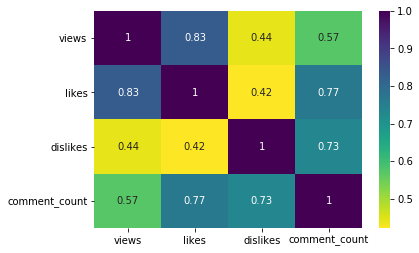 views 1 0.83 0.44 0.57
likes 0.83 1 0.42 0.77
dislikes 0.44 0.42 1 0.73
comment_count 0.57 0.77 0.73 1
views likes dislikes comment_count
1.0
0.9
0.8
0.7
0.6
0.5